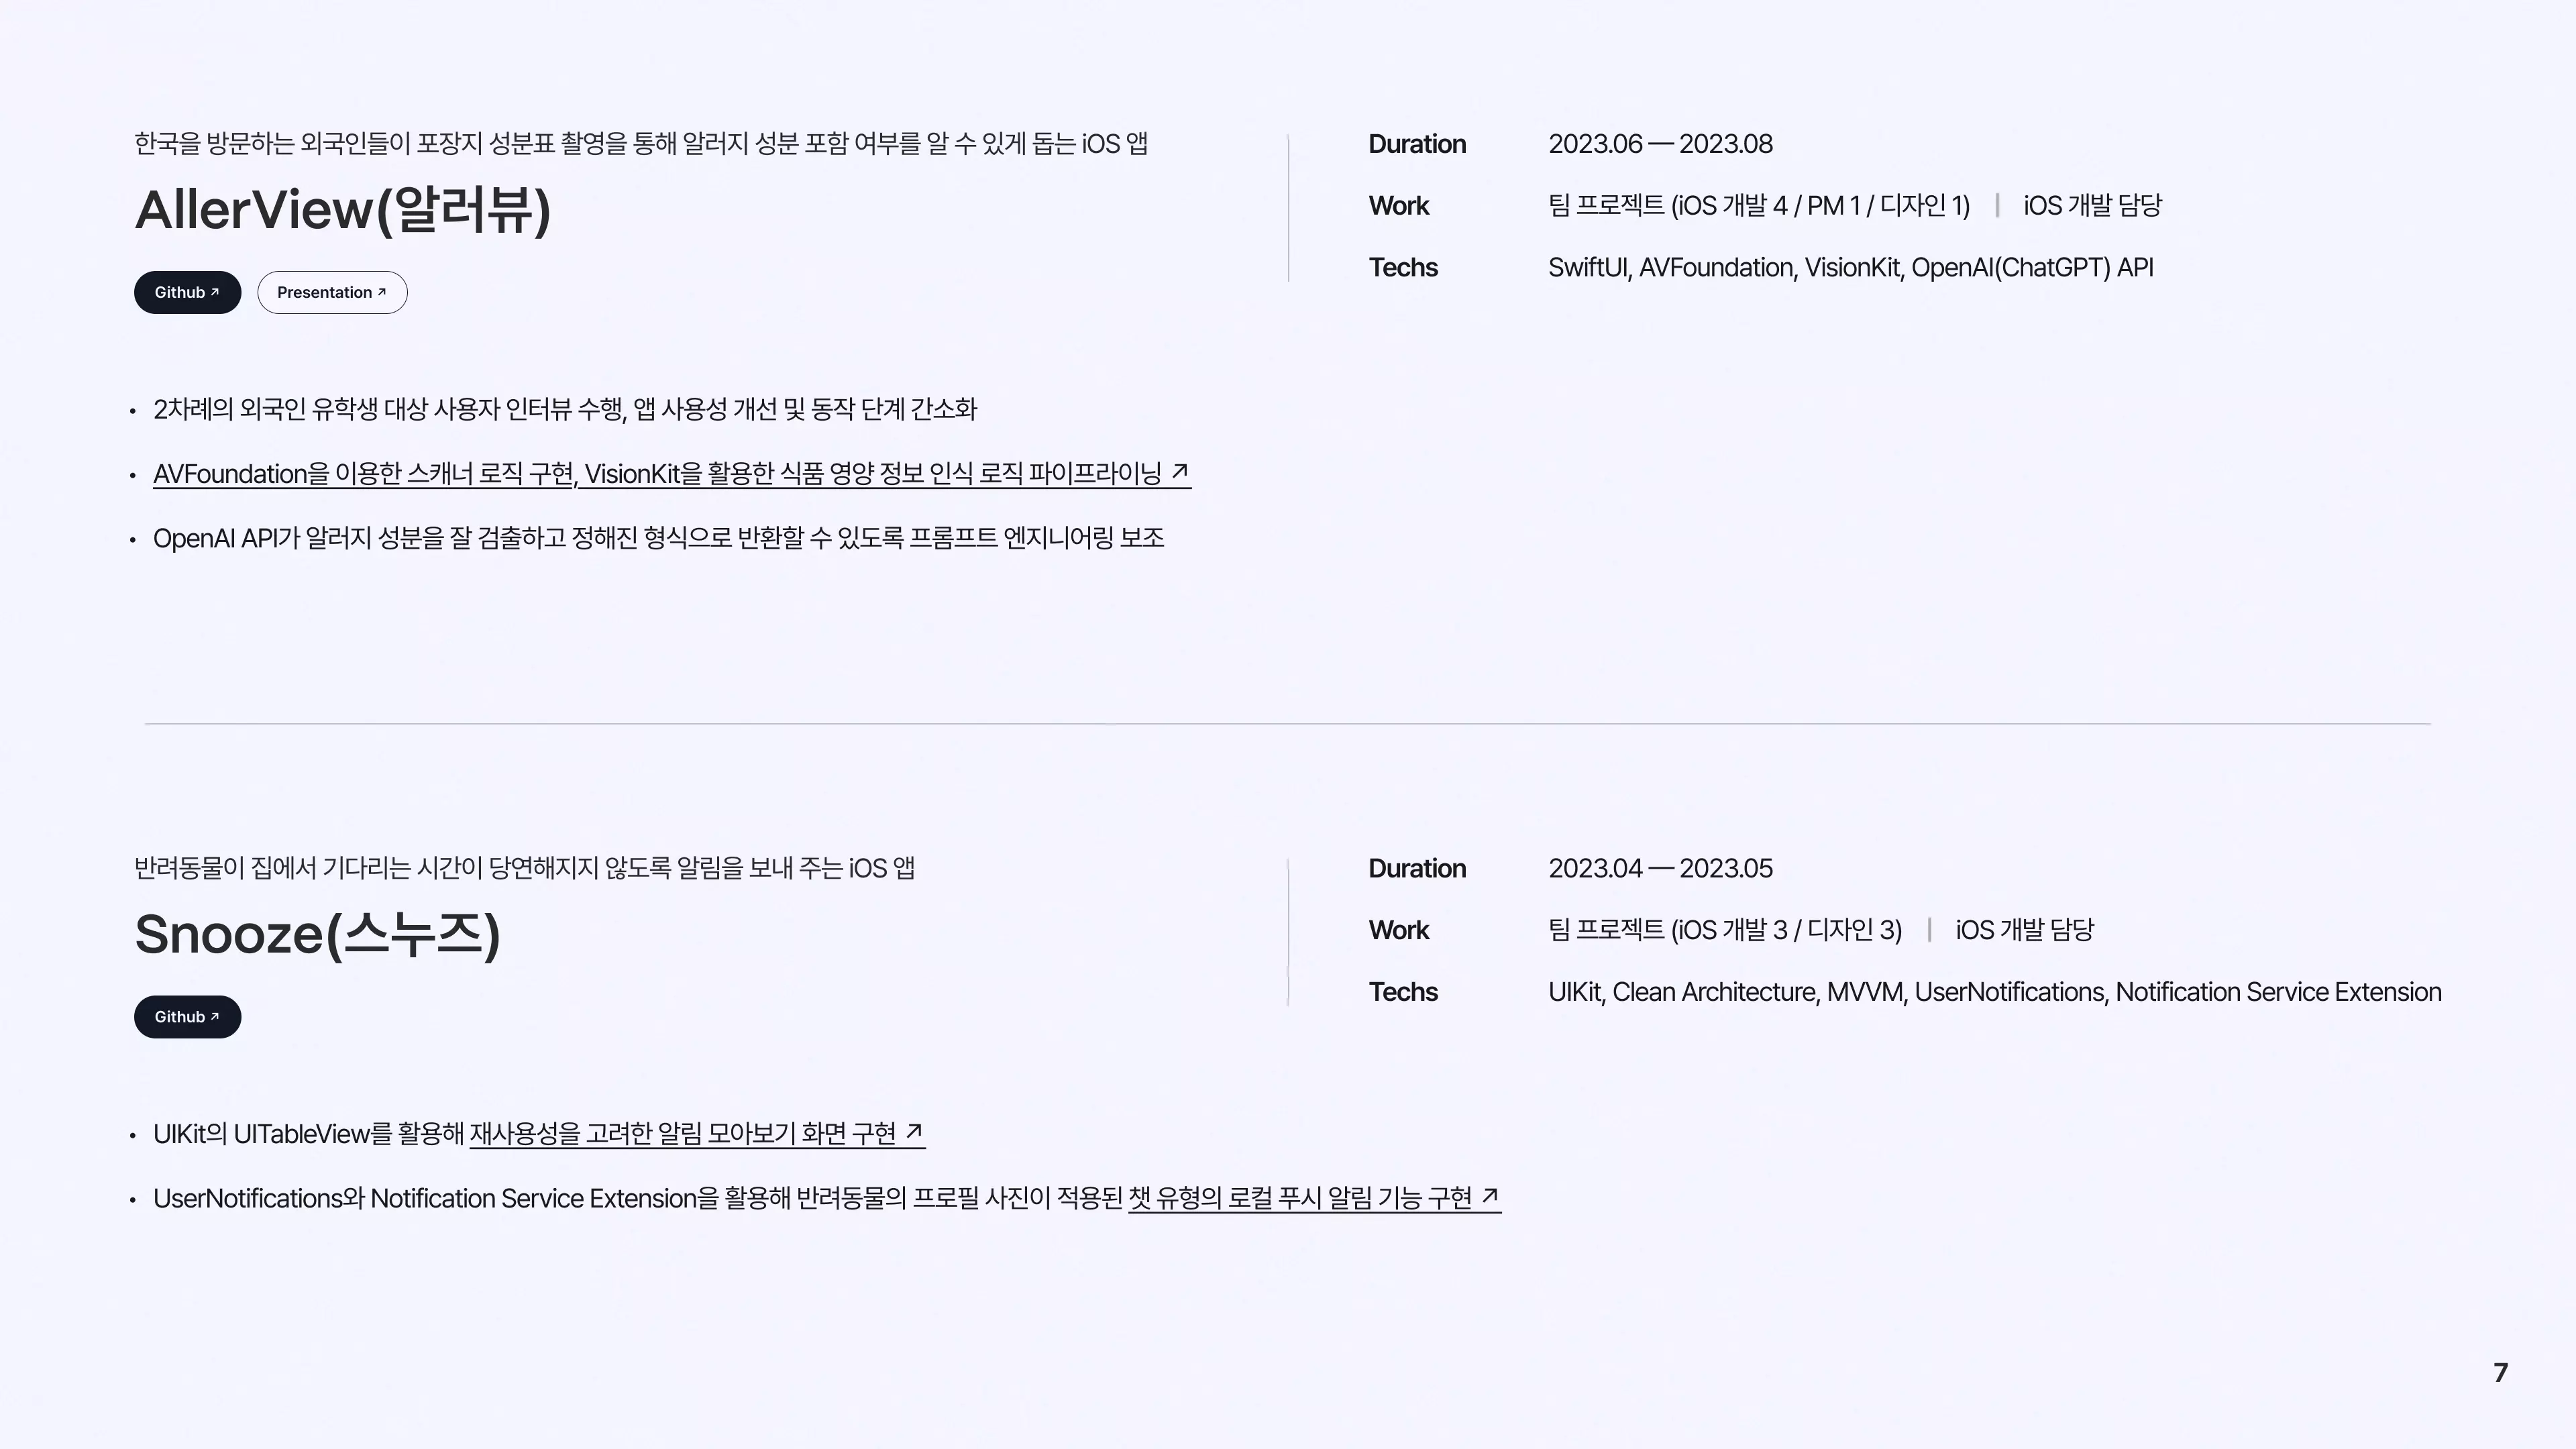 한국을 방문하는 외국인들이 포장지 성분표 촬영을 통해 알러지 성분 포함 여부를 알 수 있게 돕는 iOS 앱
AllerView(알러뷰)
Github ↗
Presentation ↗
Duration 2023.06 — 2023.08
Work 팀 프로젝트 (iOS 개발 4 / PM 1 / 디자인 1) | iOS 개발 담당
Techs SwiftUI, AVFoundation, VisionKit, OpenAI(ChatGPT) API
• 2차례의 외국인 유학생 대상 사용자 인터뷰 수행, 앱 사용성 개선 및 동작 단계 간소화
• AVFoundation을 이용한 스캐너 로직 구현, VisionKit을 활용한 식품 영양 정보 인식 로직 파이프라이닝 ↗
• OpenAI API가 알러지 성분을 잘 검출하고 정해진 형식으로 반환할 수 있도록 프롬프트 엔지니어링 보조
반려동물이 집에서 기다리는 시간이 당연해지지 않도록 알림을 보내 주는 iOS 앱
Snooze(스누즈)
Github ↗
Duration 2023.04 — 2023.05
Work 팀 프로젝트 (iOS 개발 3 / 디자인 3) | iOS 개발 담당
Techs UIKit, Clean Architecture, MVVM, UserNotifications, Notification Service Extension
• UIKit의 UITableView를 활용해 재사용성을 고려한 알림 모아보기 화면 구현 ↗
• UserNotifications와 Notification Service Extension을 활용해 반려동물의 프로필 사진이 적용된 챗 유형의 로컬 푸시 알림 기능 구현 ↗
7